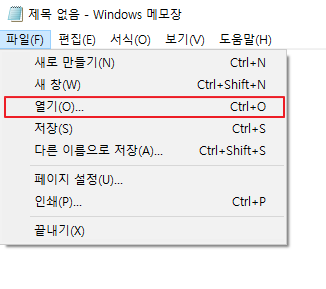 제목 없음 - Windows 메모장
파일(F) 편집(E) 서식(O) 보기(V) 도움말(H)
새로 만들기(N) Ctrl+N
새 창(W) Ctrl+Shift+N
열기(O)... Ctrl+O
저장(S) Ctrl+S
다른 이름으로 저장(A)... Ctrl+Shift+S
페이지 설정(U)...
인쇄(P)... Ctrl+P
끝내기(X)